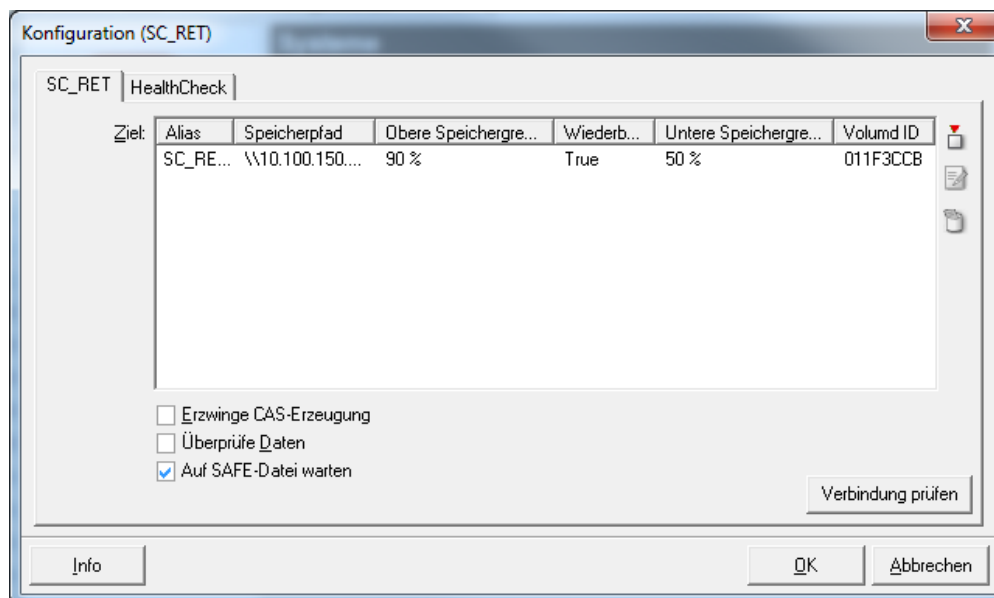 Konfiguration (SC_RET)
Systeme
SC_RET HealthCheck
Ziel: Alias Speicherpfad Obere Speichergre... Wiederb... Untere Speichergre... Volumd ID
SC_RE... \\10.100.150.... 90 % True 50 % 011F3CCB
Erzwinge CAS-Erzeugung
Überprüfe Daten
Auf SAFE-Datei warten
Verbindung prüfen
Info OK Abbrechen